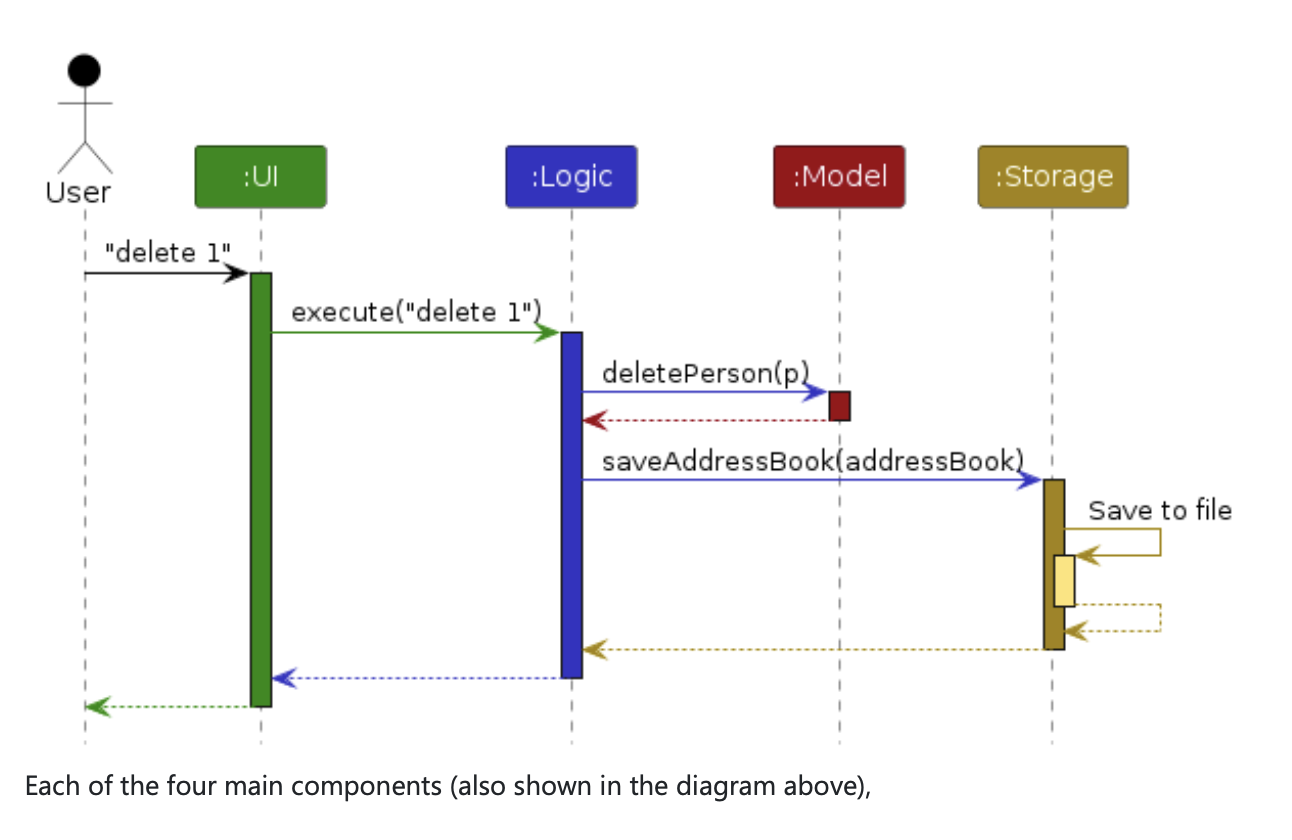 User
:UI
:Logic
:Model
:Storage
"delete 1"
execute("delete 1")
deletePerson(p)
saveAddressBook(addressBook)
Save to file
Each of the four main components (also shown in the diagram above),